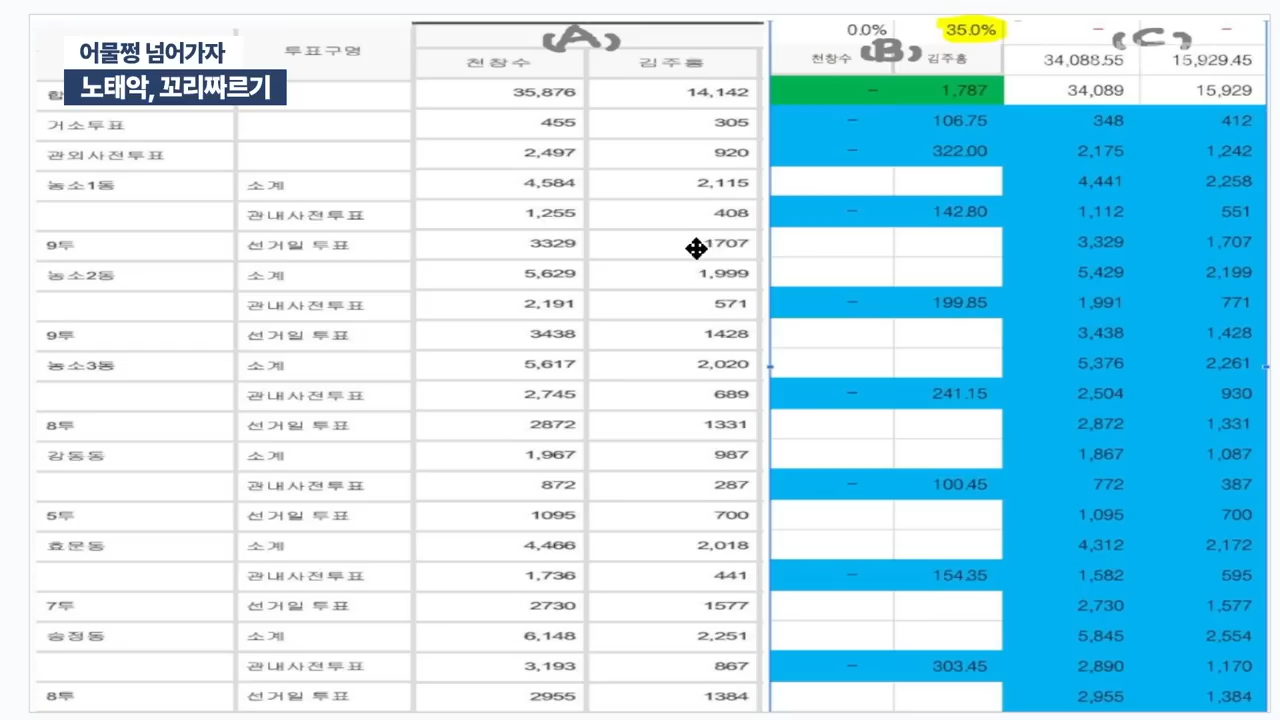 어물쩡 넘어가자
노태악, 꼬리짜르기
투표구명 (A) 0.0% 35.0% - (C) -
천창수 김주홍 천창수 (B) 김주홍 34,088.55 15,929.45
합 35,876 14,142 - 1,787 34,089 15,929
거소투표 455 305 - 106.75 348 412
관외사전투표 2,497 920 - 322.00 2,175 1,242
농소1동 소계 4,584 2,115 4,441 2,258
관내사전투표 1,255 408 - 142.80 1,112 551
9투 선거일 투표 3329 1707 3,329 1,707
농소2동 소계 5,629 1,999 5,429 2,199
관내사전투표 2,191 571 - 199.85 1,991 771
9투 선거일 투표 3438 1428 3,438 1,428
농소3동 소계 5,617 2,020 5,376 2,261
관내사전투표 2,745 689 - 241.15 2,504 930
8투 선거일 투표 2872 1331 2,872 1,331
강동동 소계 1,967 987 1,867 1,087
관내사전투표 872 287 - 100.45 772 387
5투 선거일 투표 1095 700 1,095 700
효문동 소계 4,466 2,018 4,312 2,172
관내사전투표 1,736 441 - 154.35 1,582 595
7투 선거일 투표 2730 1577 2,730 1,577
송정동 소계 6,148 2,251 5,845 2,554
관내사전투표 3,193 867 - 303.45 2,890 1,170
8투 선거일 투표 2955 1384 2,955 1,384